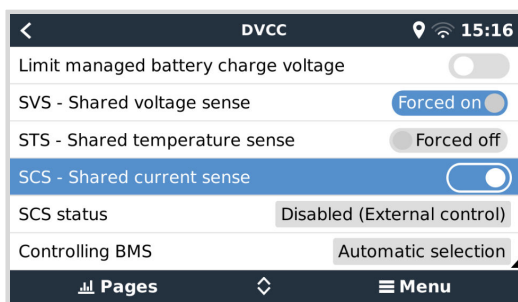 DVCC 15:16
Limit managed battery charge voltage
SVS - Shared voltage sense Forced on
STS - Shared temperature sense Forced off
SCS - Shared current sense
SCS status Disabled (External control)
Controlling BMS Automatic selection
Pages Menu